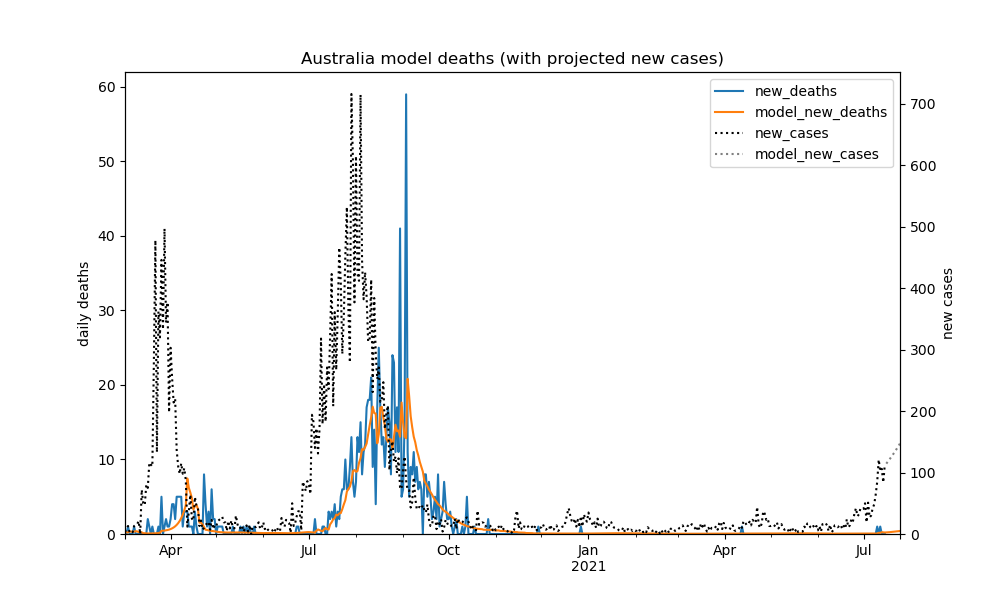 Australia model deaths (with projected new cases)
new_deaths
model_new_deaths
new_cases
model_new_cases
60
50
40
30
20
10
0
daily deaths
700
600
500
400
300
200
100
0
new cases
Apr
Jul
Oct
Jan
2021
Apr
Jul